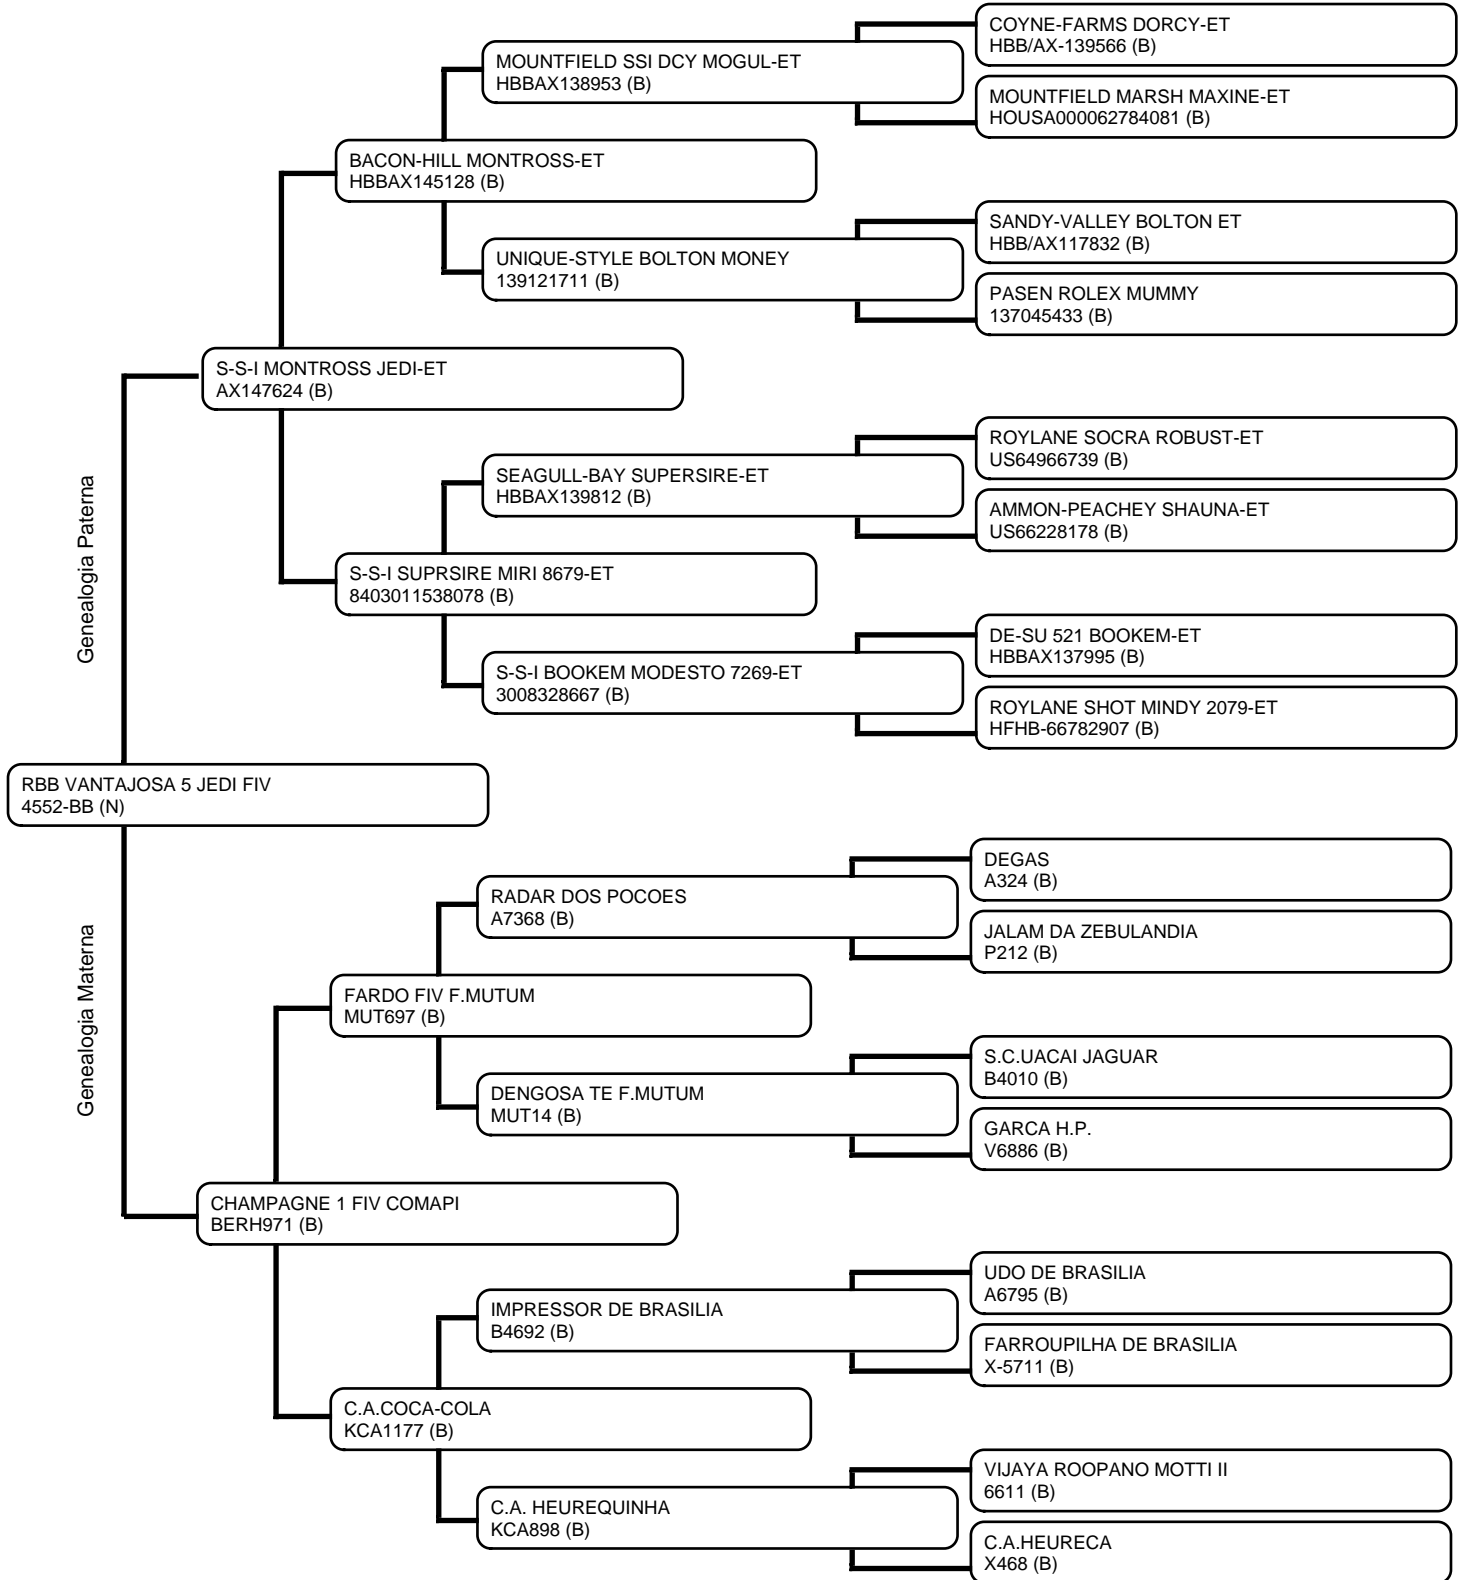 COYNE-FARMS DORCY-ET
HBB/AX-139566 (B)
MOUNTFIELD SSI DCY MOGUL-ET
HBBAX138953 (B)
MOUNTFIELD MARSH MAXINE-ET
HOUSA000062784081 (B)
BACON-HILL MONTROSS-ET
HBBAX145128 (B)
SANDY-VALLEY BOLTON ET
HBB/AX117832 (B)
UNIQUE-STYLE BOLTON MONEY
139121711 (B)
PASEN ROLEX MUMMY
137045433 (B)
S-S-I MONTROSS JEDI-ET
AX147624 (B)
ROYLANE SOCRA ROBUST-ET
US64966739 (B)
SEAGULL-BAY SUPERSIRE-ET
HBBAX139812 (B)
AMMON-PEACHEY SHAUNA-ET
US66228178 (B)
Genealogia Paterna
S-S-I SUPRSIRE MIRI 8679-ET
8403011538078 (B)
DE-SU 521 BOOKEM-ET
HBBAX137995 (B)
S-S-I BOOKEM MODESTO 7269-ET
3008328667 (B)
ROYLANE SHOT MINDY 2079-ET
HFHB-66782907 (B)
RBB VANTAJOSA 5 JEDI FIV
4552-BB (N)
DEGAS
A324 (B)
RADAR DOS POCOES
A7368 (B)
JALAM DA ZEBULANDIA
P212 (B)
FARDO FIV F.MUTUM
MUT697 (B)
Genealogia Materna
S.C.UACAI JAGUAR
B4010 (B)
DENGOSA TE F.MUTUM
MUT14 (B)
GARCA H.P.
V6886 (B)
CHAMPAGNE 1 FIV COMAPI
BERH971 (B)
UDO DE BRASILIA
A6795 (B)
IMPRESSOR DE BRASILIA
B4692 (B)
FARROUPILHA DE BRASILIA
X-5711 (B)
C.A.COCA-COLA
KCA1177 (B)
VIJAYA ROOPANO MOTTI II
6611 (B)
C.A. HEUREQUINHA
KCA898 (B)
C.A.HEURECA
X468 (B)